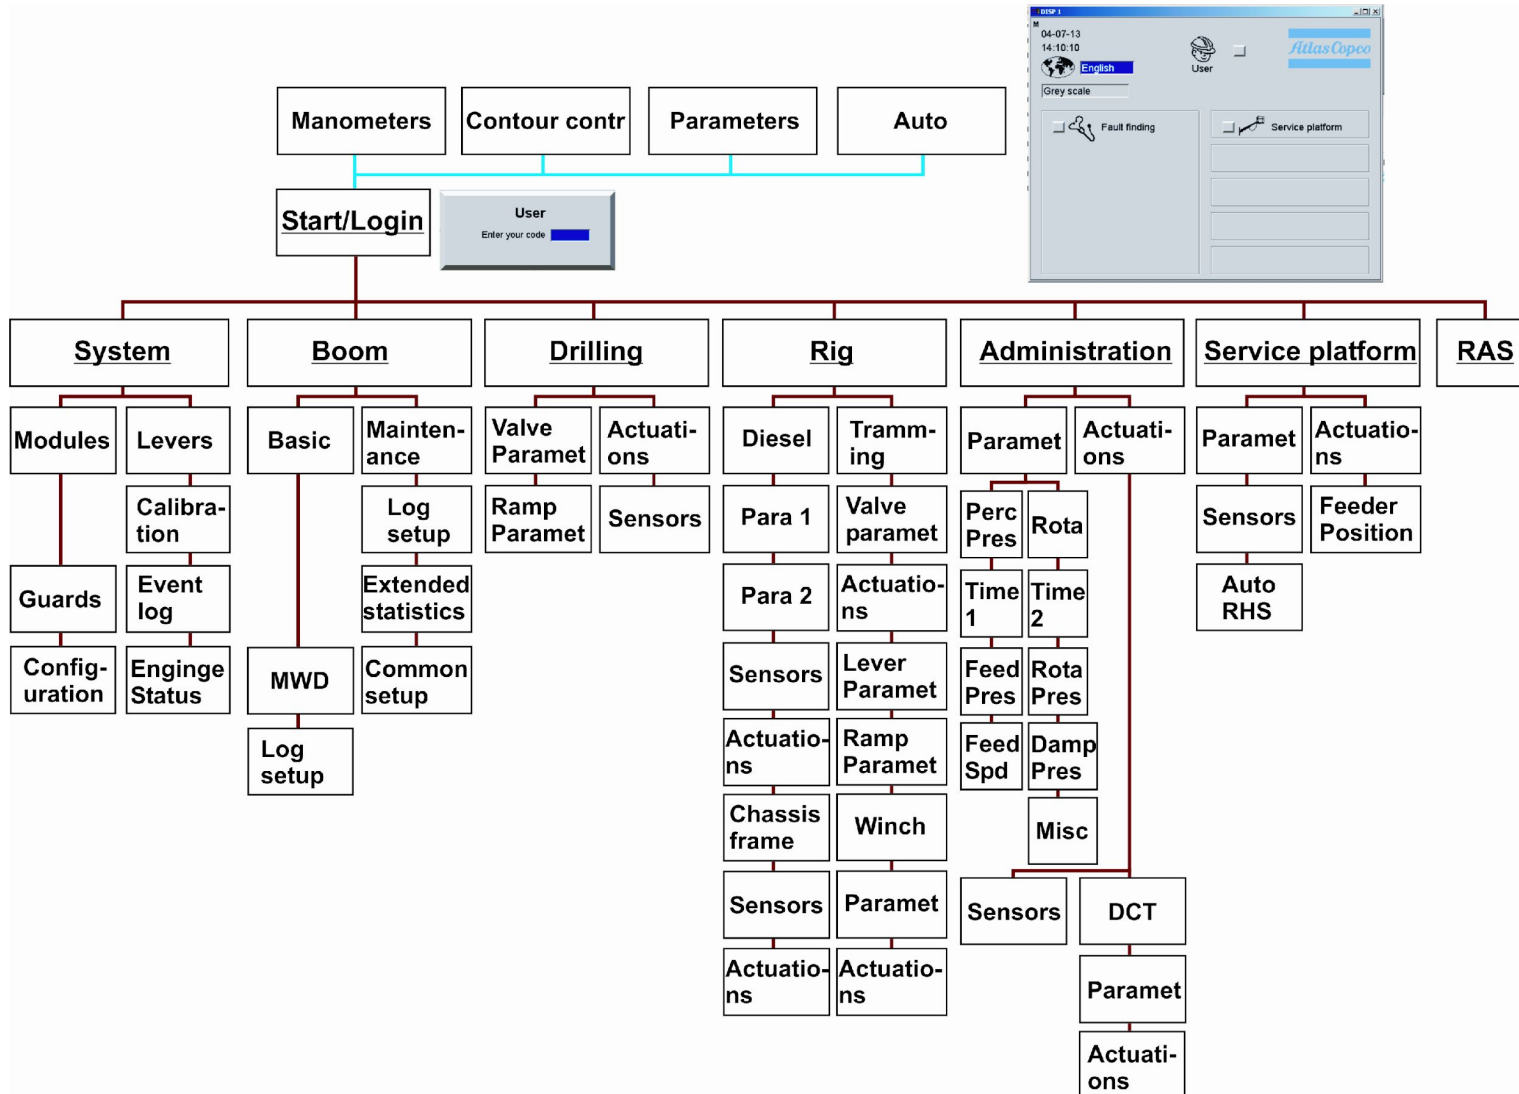 DISP 1
M
04-07-13
14:10:10
English
User
Atlas Copco
Grey scale
Fault finding
Service platform
Manometers
Contour contr
Parameters
Auto
Start/Login
User
Enter your code
System
Boom
Drilling
Rig
Administration
Service platform
RAS
Modules
Guards
Config-
uration
Levers
Calibra-
tion
Event
log
Enginge
Status
Basic
MWD
Log
setup
Mainten-
ance
Log
setup
Extended
statistics
Common
setup
Valve
Paramet
Ramp
Paramet
Actuati-
ons
Sensors
Diesel
Para 1
Para 2
Sensors
Actuatio-
ns
Chassis
frame
Sensors
Actuatio-
ns
Tramm-
ing
Valve
paramet
Actuatio-
ns
Lever
Paramet
Ramp
Paramet
Winch
Paramet
Actuatio-
ns
Paramet
Perc
Pres
Time
1
Feed
Pres
Feed
Spd
Rota
Time
2
Rota
Pres
Damp
Pres
Misc
Actuati-
ons
Sensors
DCT
Paramet
Actuati-
ons
Paramet
Sensors
Auto
RHS
Actuatio-
ns
Feeder
Position